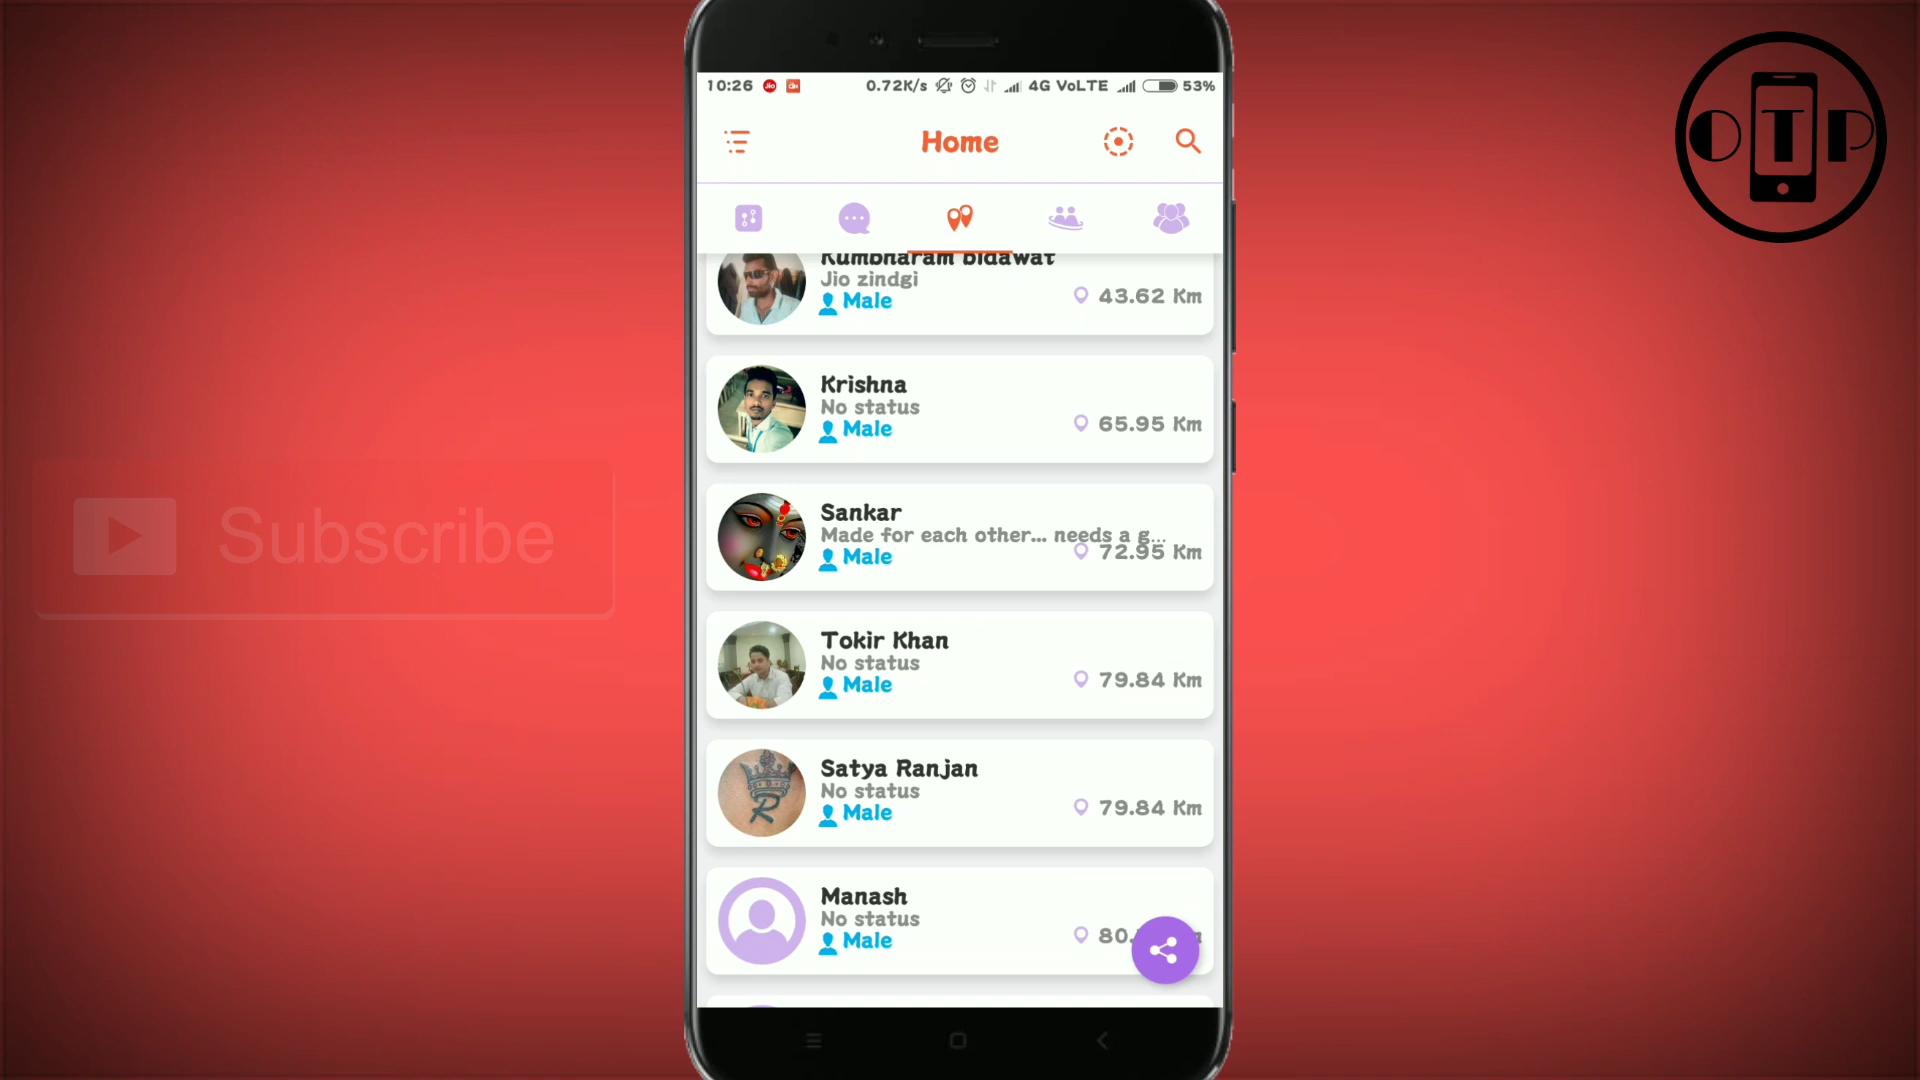 10:26 0.72K/s 4G VoLTE 53%
Home
OTP
Kumbharam bidawat
Jio zindgi
Male
43.62 Km
Krishna
No status
Male
65.95 Km
Subscribe
Sankar
Made for each other... needs a g...
Male
72.95 Km
Tokir Khan
No status
Male
79.84 Km
Satya Ranjan
No status
Male
79.84 Km
R
Manash
No status
Male
80.